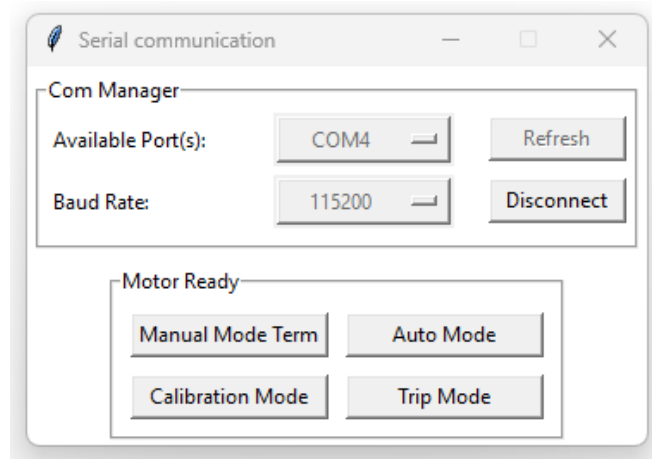 Serial communication
Com Manager
Available Port(s): COM4 Refresh
Baud Rate: 115200 Disconnect
Motor Ready
Manual Mode Term Auto Mode
Calibration Mode Trip Mode